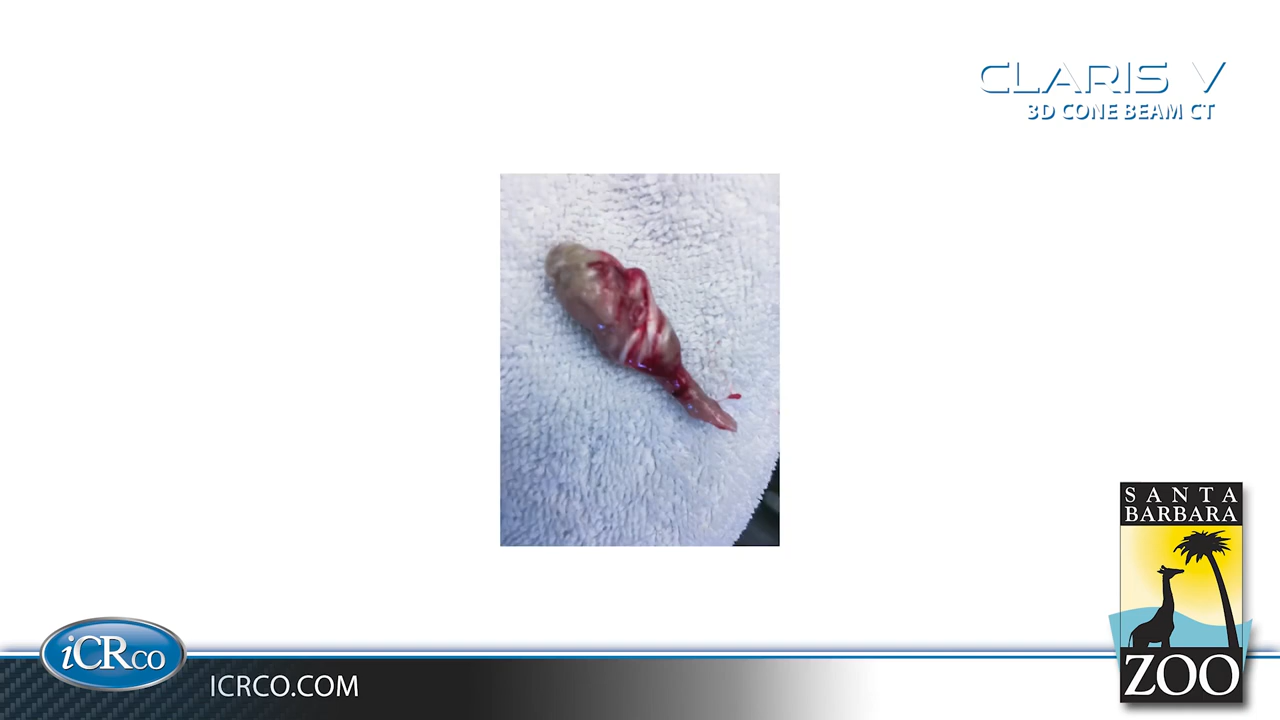 CLARIS V
3D CONE BEAM CT
SANTA
BARBARA
ZOO
iCRco
ICRCO.COM